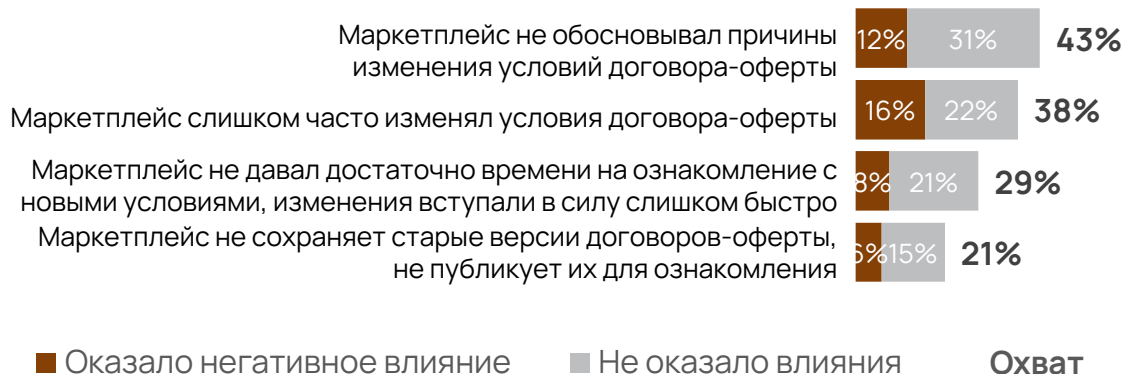 Маркетплейс не обосновывал причины
изменения условий договора-оферты
12% 31% 43%
Маркетплейс слишком часто изменял условия договора-оферты
16% 22% 38%
Маркетплейс не давал достаточно времени на ознакомление с
новыми условиями, изменения вступали в силу слишком быстро
8% 21% 29%
Маркетплейс не сохраняет старые версии договоров-оферты,
не публикует их для ознакомления
6% 15% 21%
Оказало негативное влияние Не оказало влияния Охват